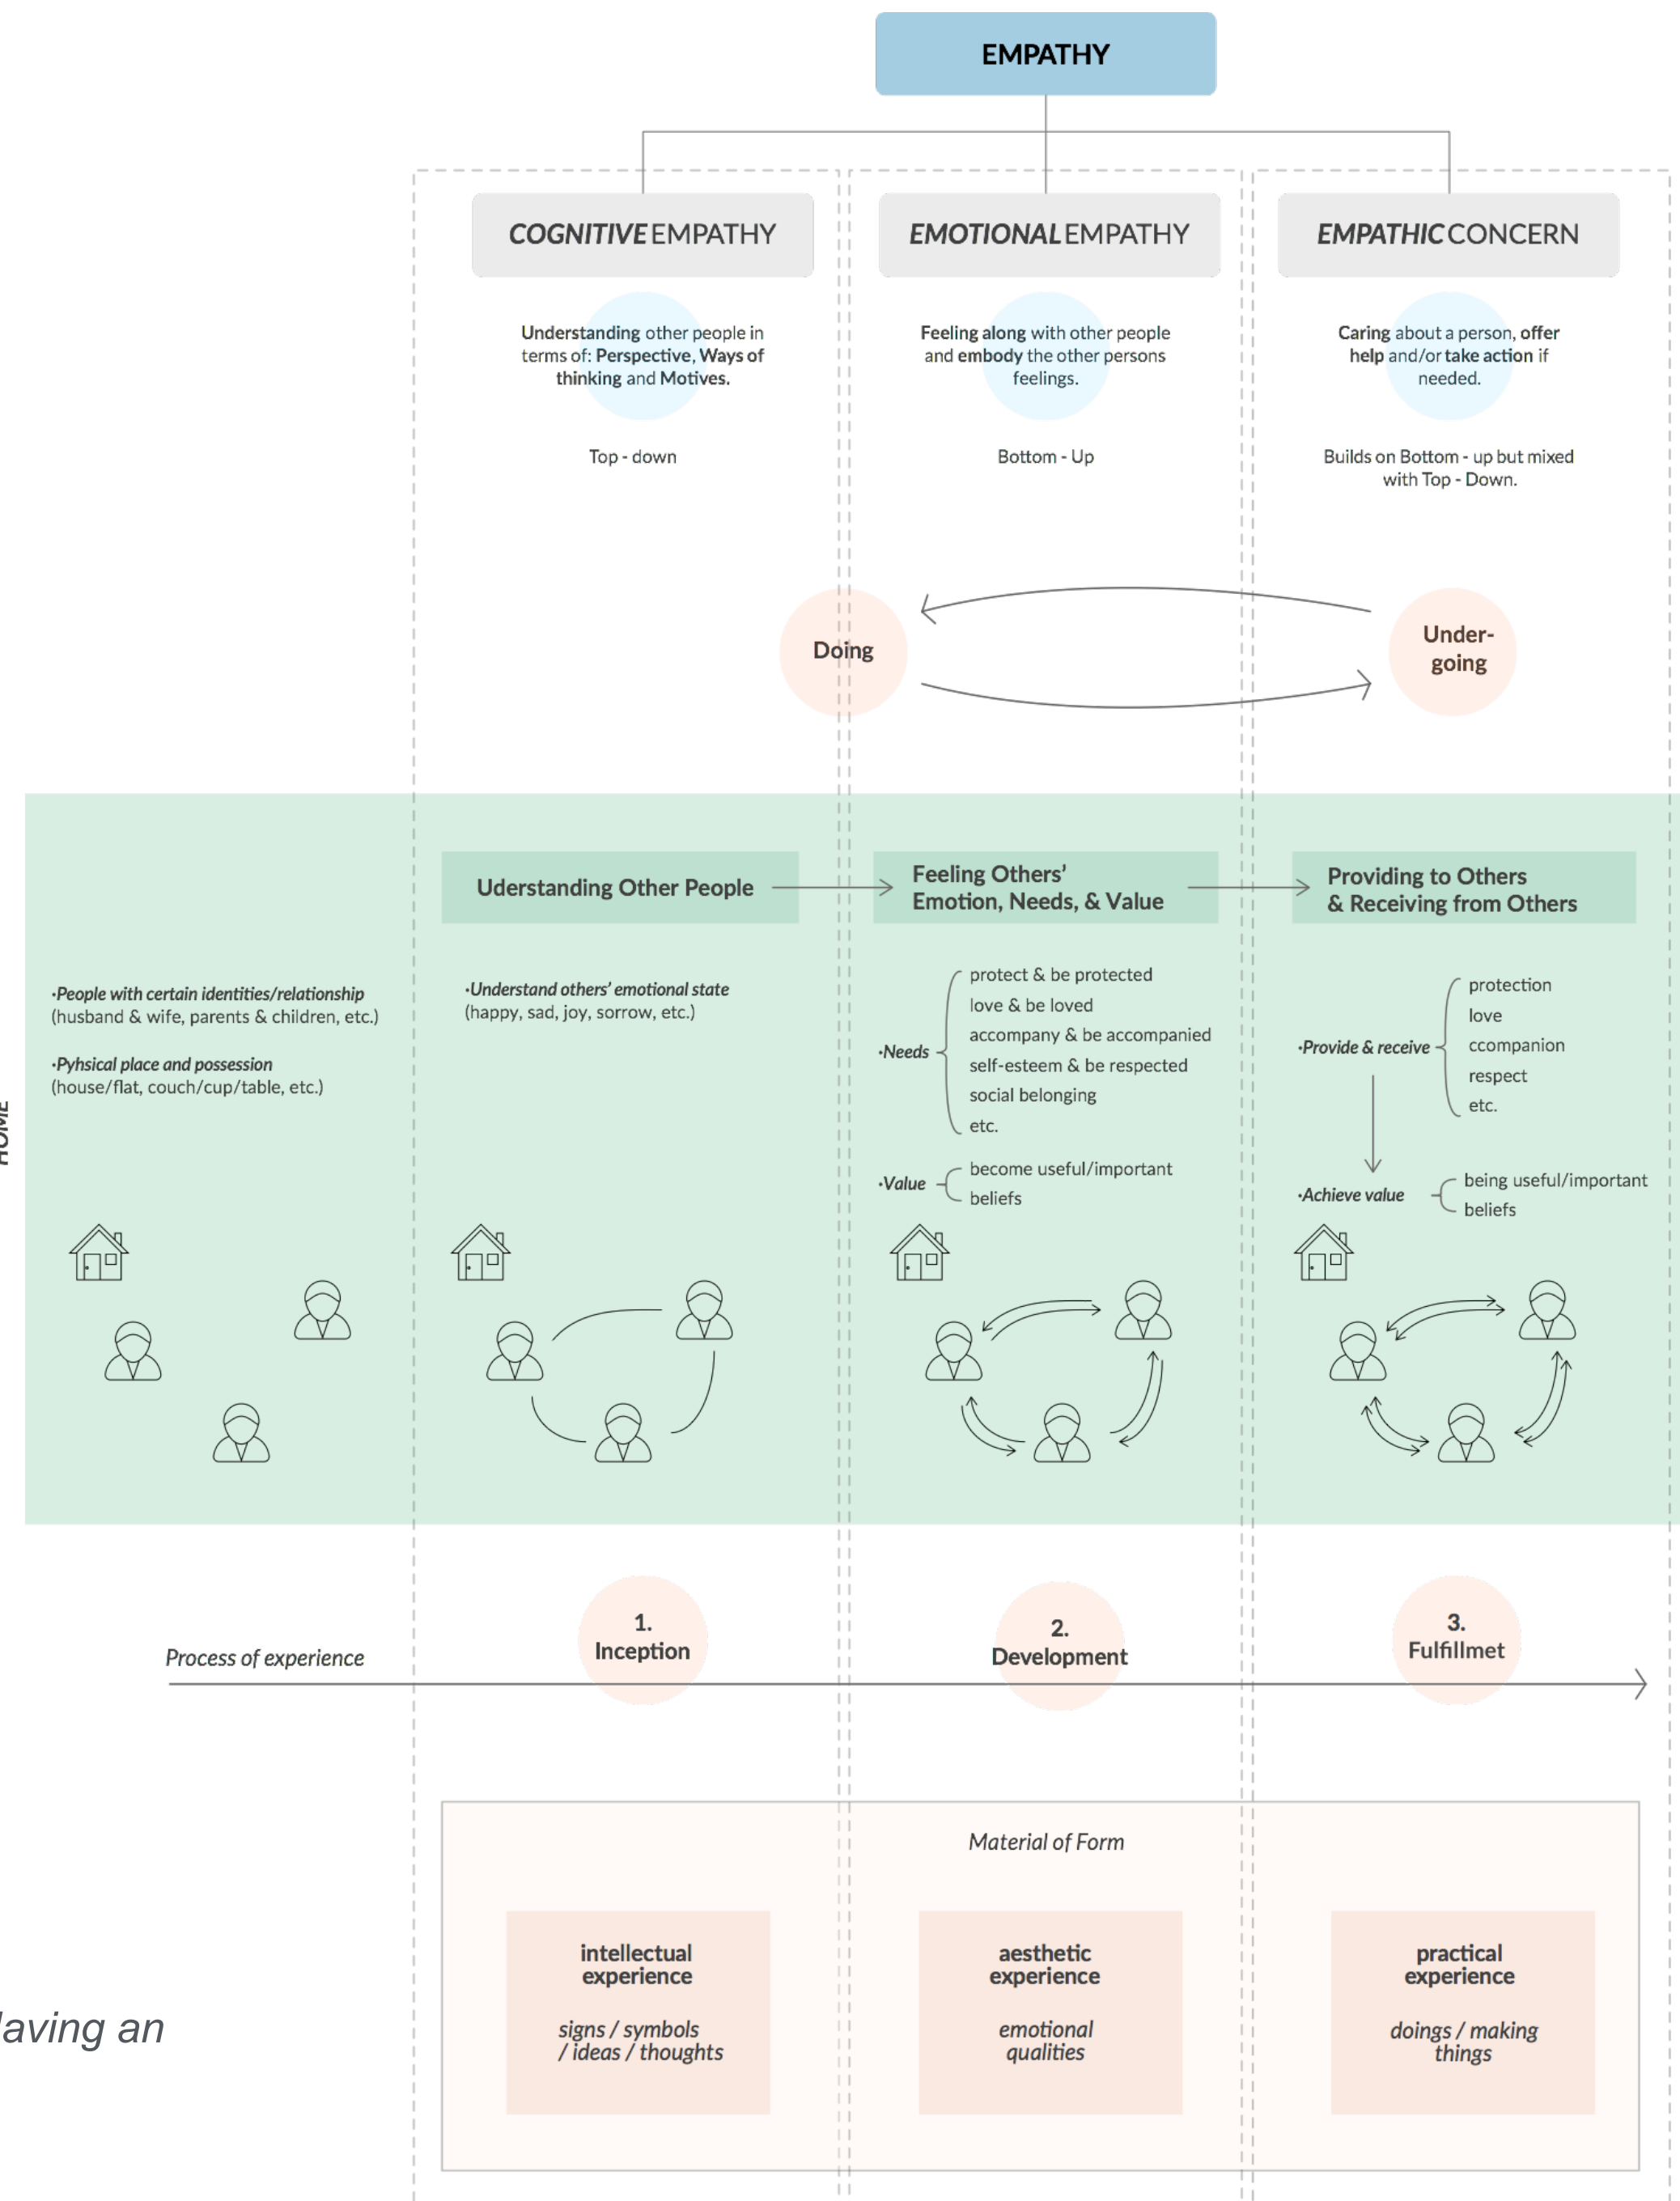 EMPATHY
COGNITIVE EMPATHY
EMOTIONAL EMPATHY
EMPATHIC CONCERN
Understanding other people in
terms of: Perspective, Ways of
thinking and Motives.
Feeling along with other people
and embody the other persons
feelings.
Caring about a person, offer
help and/or take action if
needed.
Top - down
Bottom - Up
Builds on Bottom - up but mixed
with Top - Down.
Doing
Under-
going
HOME
Uderstanding Other People
Feeling Others’
Emotion, Needs, & Value
Providing to Others
& Receiving from Others
·People with certain identities/relationship
(husband & wife, parents & children, etc.)
·Pyhsical place and possession
(house/flat, couch/cup/table, etc.)
·Understand others’ emotional state
(happy, sad, joy, sorrow, etc.)
·Needs
protect & be protected
love & be loved
accompany & be accompanied
self-esteem & be respected
social belonging
etc.
·Value
become useful/important
beliefs
·Provide & receive
protection
love
ccompanion
respect
etc.
·Achieve value
being useful/important
beliefs
Process of experience
1.
Inception
2.
Development
3.
Fulfillmet
Material of Form
intellectual
experience
signs / symbols
/ ideas / thoughts
aesthetic
experience
emotional
qualities
practical
experience
doings / making
things
aving an